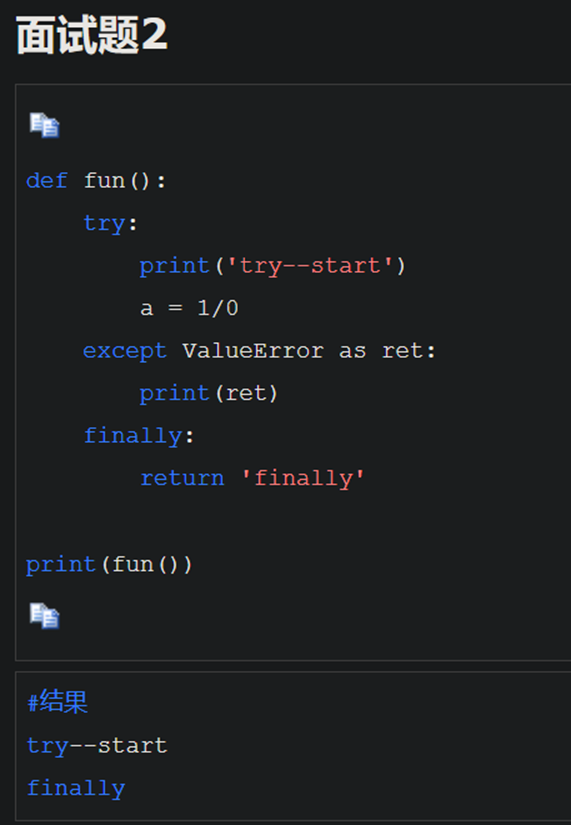 面试题2
def fun():
    try:
        print('try--start')
        a = 1/0
    except ValueError as ret:
        print(ret)
    finally:
        return 'finally'
print(fun())
#结果
try--start
finally